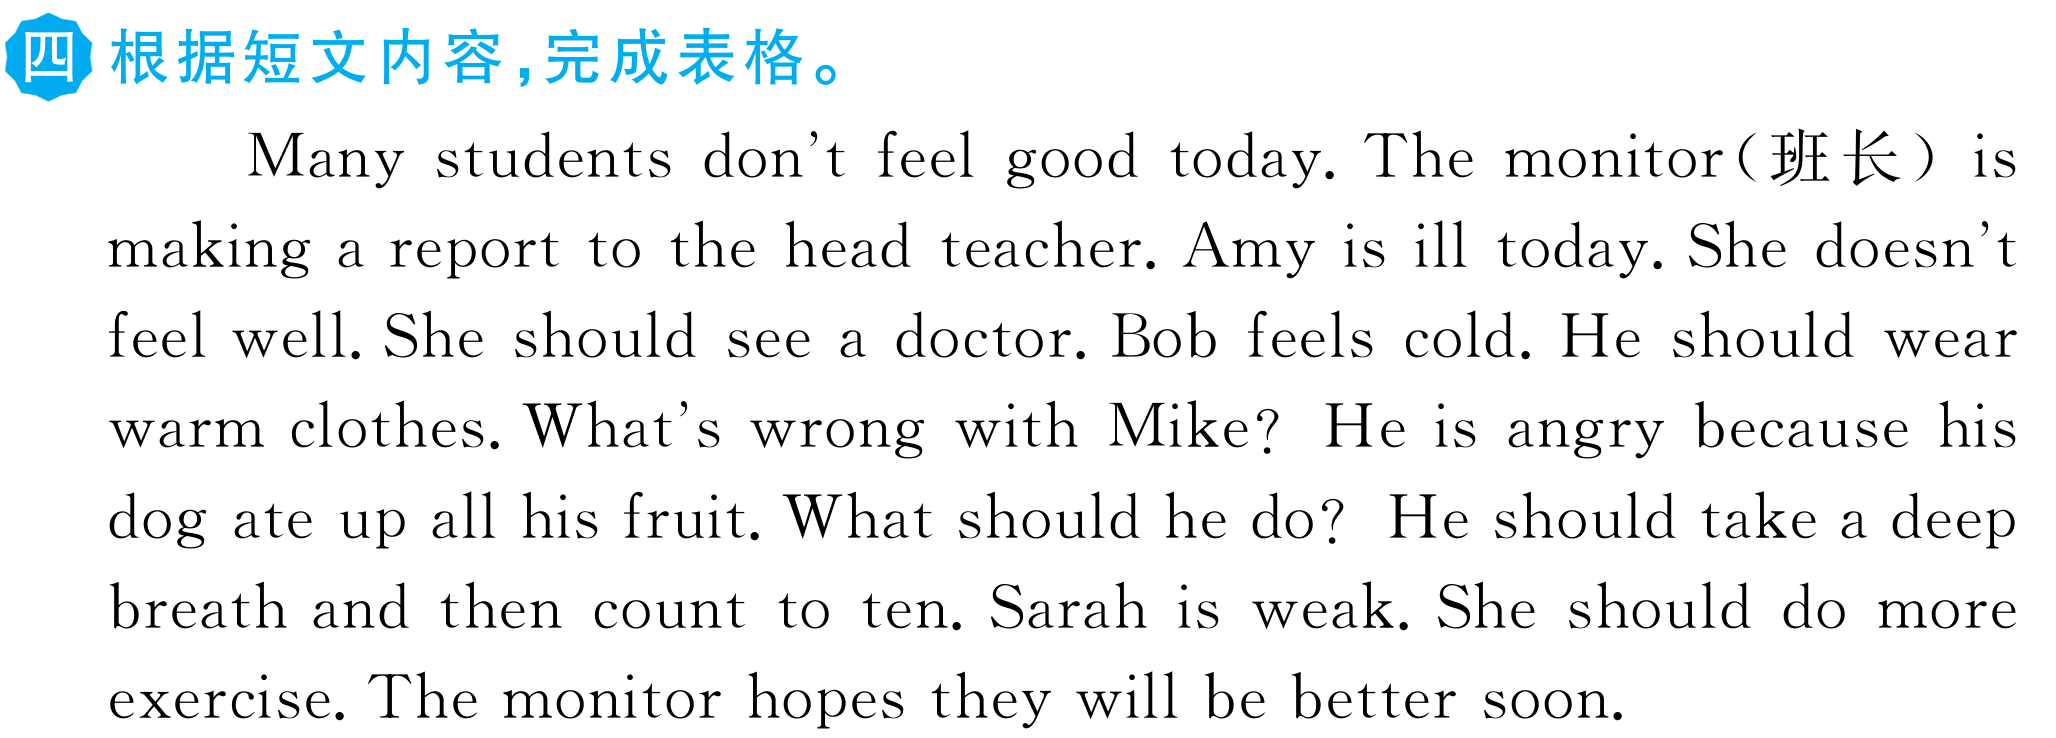 四 根据短文内容,完成表格。
Many students don't feel good today. The monitor(班长) is
making a report to the head teacher. Amy is ill today. She doesn't
feel well. She should see a doctor. Bob feels cold. He should wear
warm clothes. What's wrong with Mike? He is angry because his
dog ate up all his fruit. What should he do? He should take a deep
breath and then count to ten. Sarah is weak. She should do more
exercise. The monitor hopes they will be better soon.